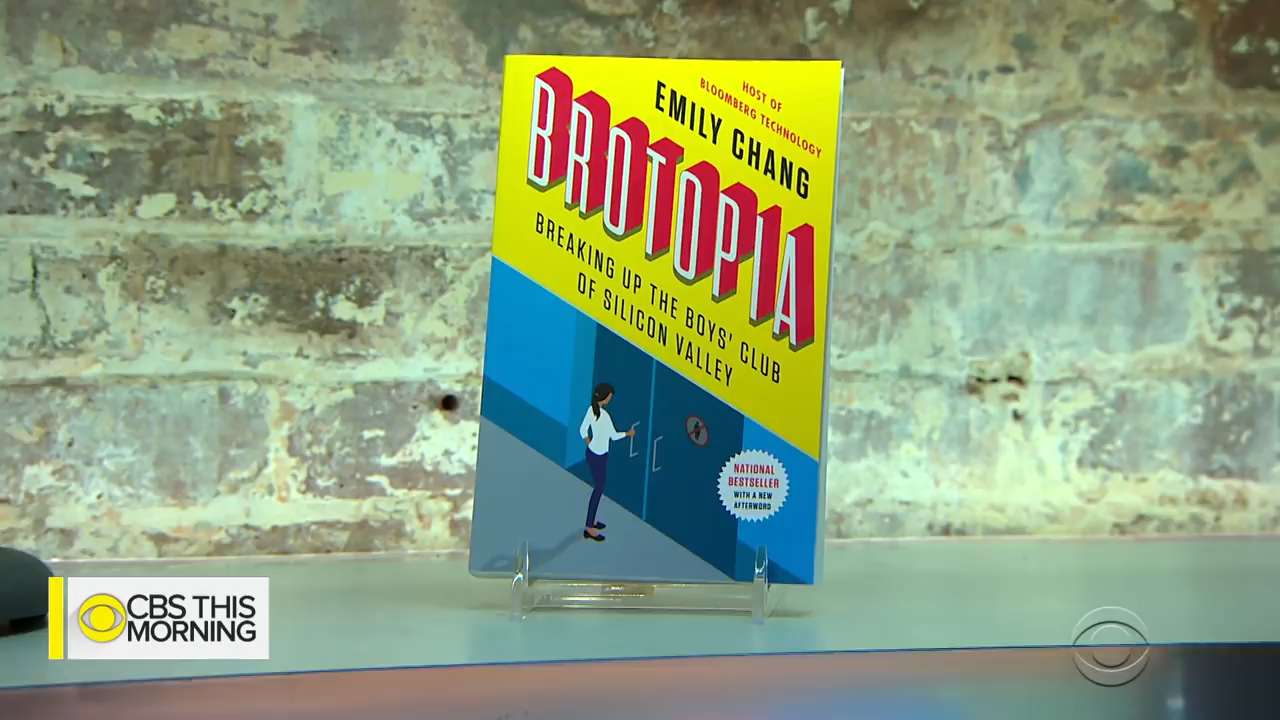 HOST OF
BLOOMBERG TECHNOLOGY
EMILY CHANG
BROTOPIA
BREAKING UP THE BOYS' CLUB
OF SILICON VALLEY
NATIONAL
BESTSELLER
WITH A NEW
AFTERWORD
CBS THIS
MORNING